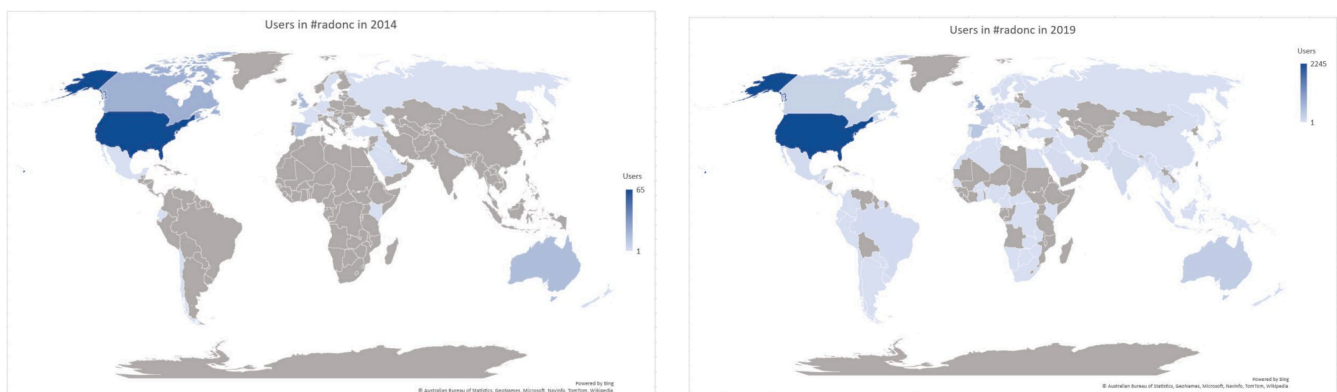 Users in #radonc in 2014
Users
65
1
Powered by Bing
© Australian Bureau of Statistics, GeoNames, Microsoft, Navinfo, TomTom, Wikipedia
Users in #radonc in 2019
Users
2245
1
Powered by Bing
© Australian Bureau of Statistics, GeoNames, Microsoft, Navinfo, TomTom, Wikipedia